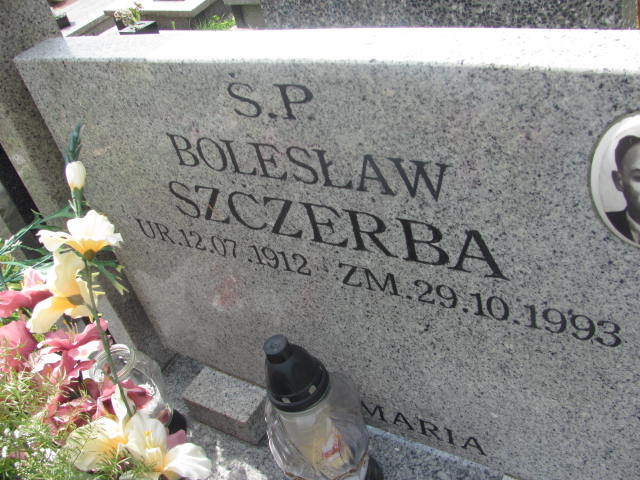 Ś.P
BOLESŁAW
SZCZERBA
UR.12.07.1912 ZM.29.10.1993
MARIA